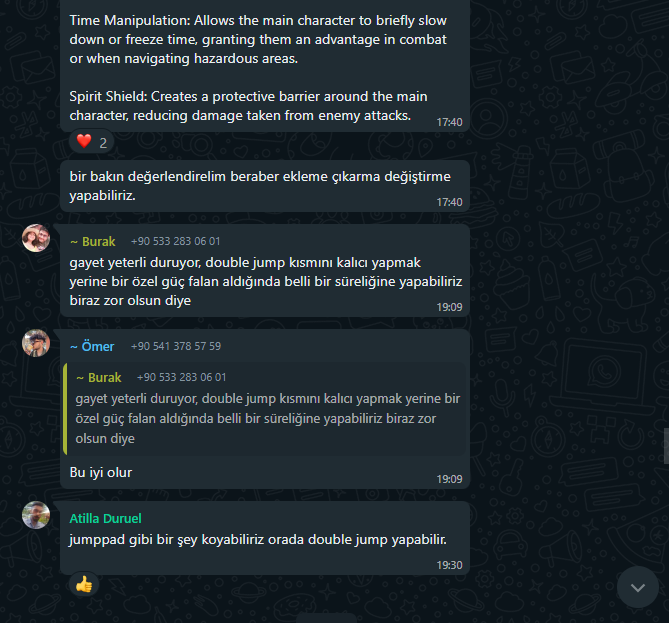 Time Manipulation: Allows the main character to briefly slow
down or freeze time, granting them an advantage in combat
or when navigating hazardous areas.
Spirit Shield: Creates a protective barrier around the main
character, reducing damage taken from enemy attacks.
17:40
2
bir bakın değerlendirelim beraber ekleme çıkarma değiştirme
yapabiliriz.
17:40
~ Burak +90 533 283 06 01
gayet yeterli duruyor, double jump kısmını kalıcı yapmak
yerine bir özel güç falan aldığında belli bir süreliğine yapabiliriz
biraz zor olsun diye
19:09
~ Ömer +90 541 378 57 59
~ Burak +90 533 283 06 01
gayet yeterli duruyor, double jump kısmını kalıcı yapmak yerine bir
özel güç falan aldığında belli bir süreliğine yapabiliriz biraz zor
olsun diye
Bu iyi olur
19:09
Atilla Duruel
jumppad gibi bir şey koyabiliriz orada double jump yapabilir.
19:30